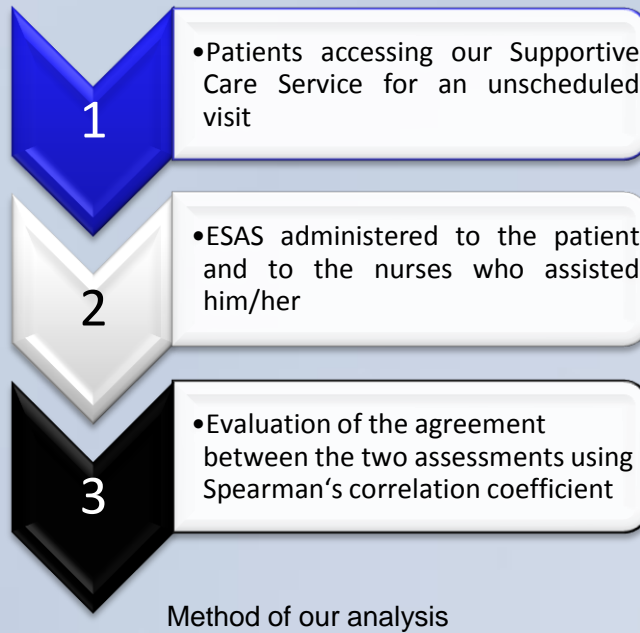 1
•Patients accessing our Supportive
Care Service for an unscheduled
visit
2
•ESAS administered to the patient
and to the nurses who assisted
him/her
3
•Evaluation of the agreement
between the two assessments using
Spearman‘s correlation coefficient
Method of our analysis